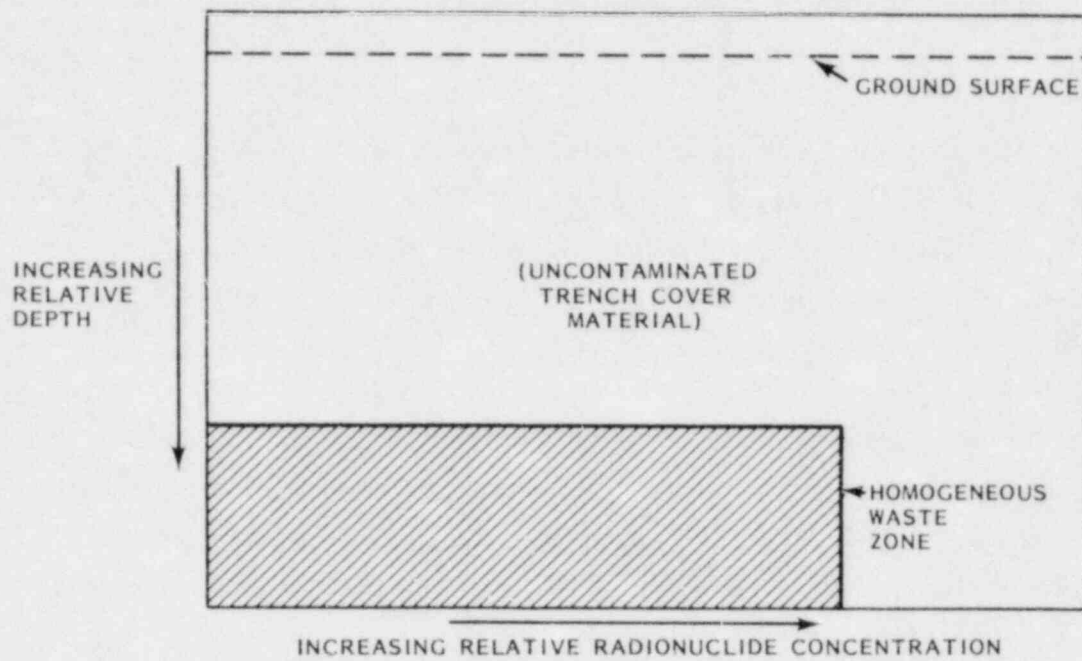 GROUND SURFACE
INCREASING
RELATIVE
DEPTH
(UNCONTAMINATED
TRENCH COVER
MATERIAL)
HOMOGENEOUS
WASTE
ZONE
INCREASING RELATIVE RADIONUCLIDE CONCENTRATION